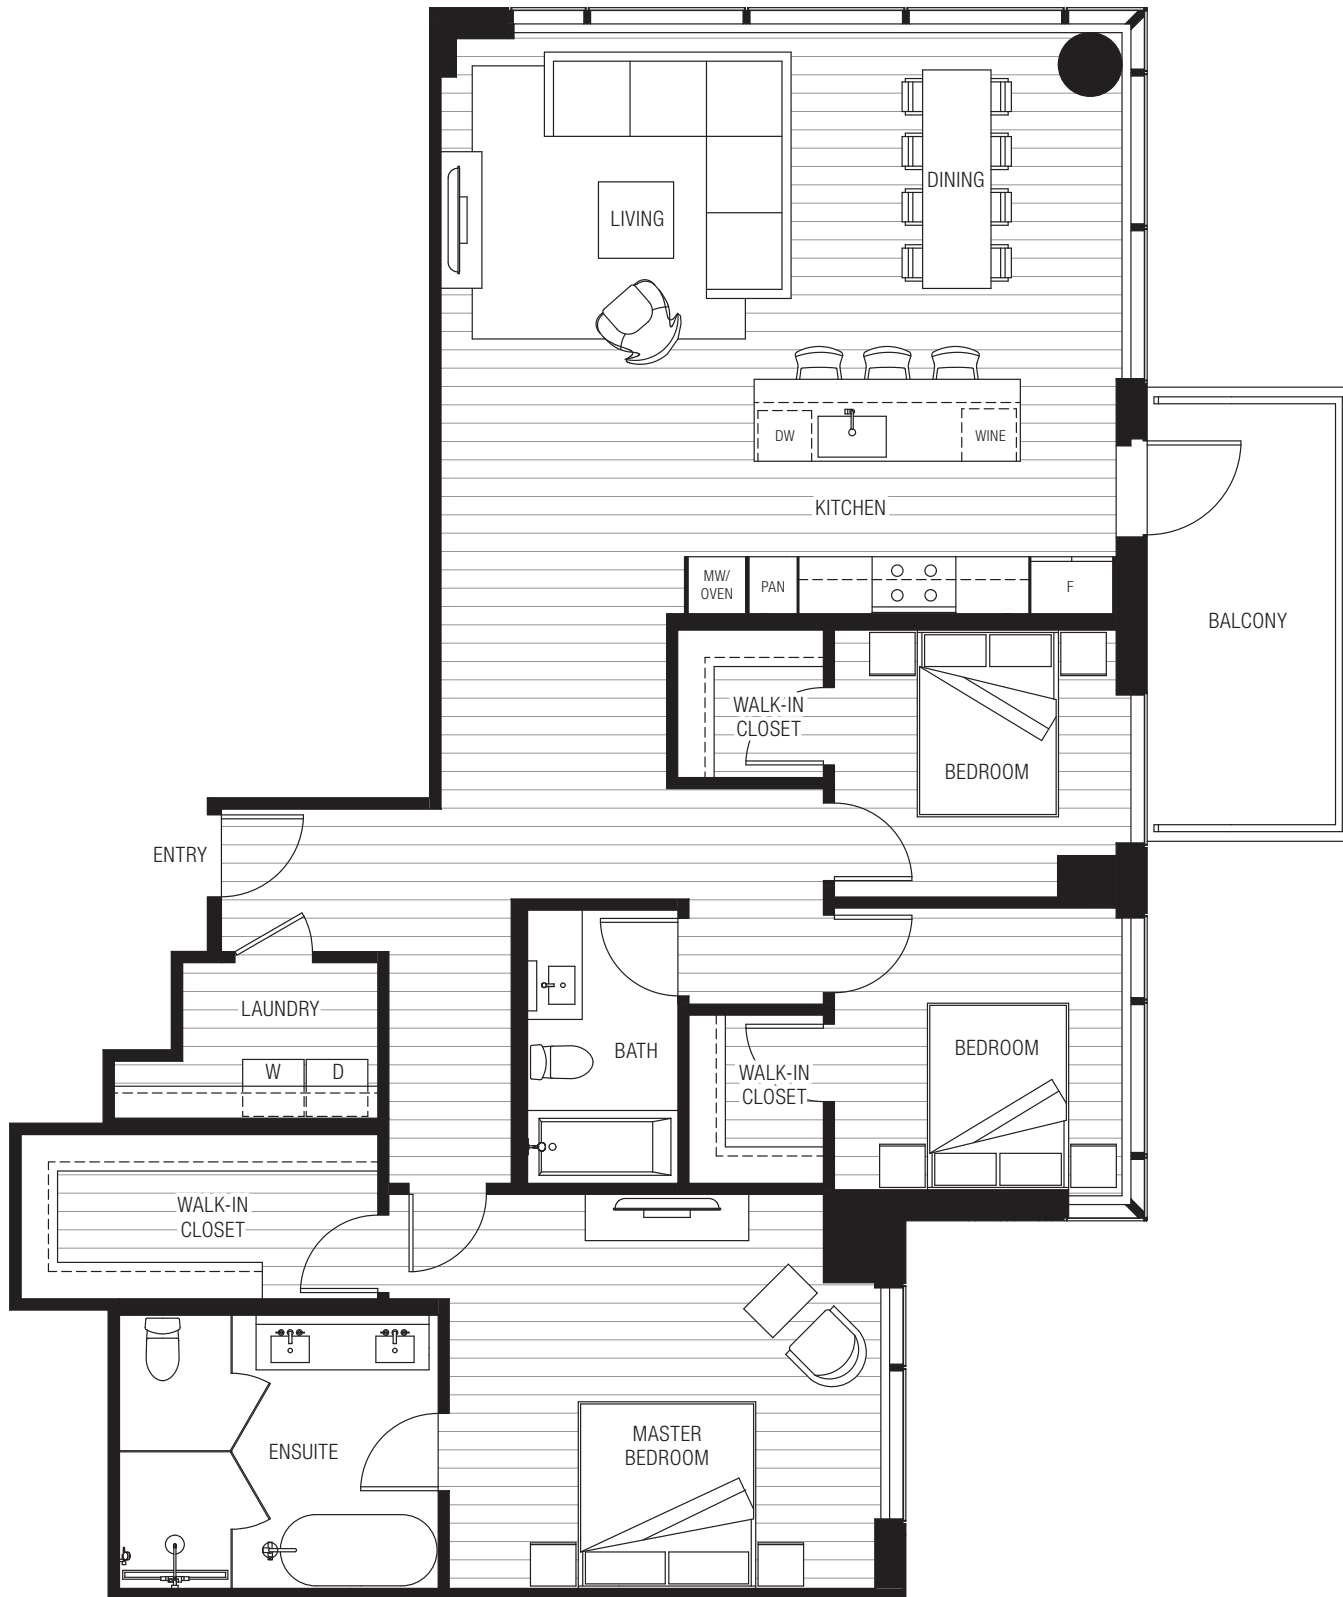 DINING
LIVING
DW
WINE
KITCHEN
MW/
OVEN
PAN
F
BALCONY
WALK-IN
CLOSET
BEDROOM
ENTRY
LAUNDRY
W
D
BATH
BEDROOM
WALK-IN
CLOSET
WALK-IN
CLOSET
MASTER
BEDROOM
ENSUITE